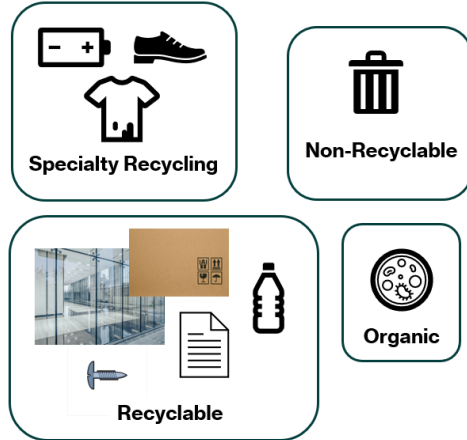 Specialty Recycling
Non-Recyclable
Recyclable
Organic